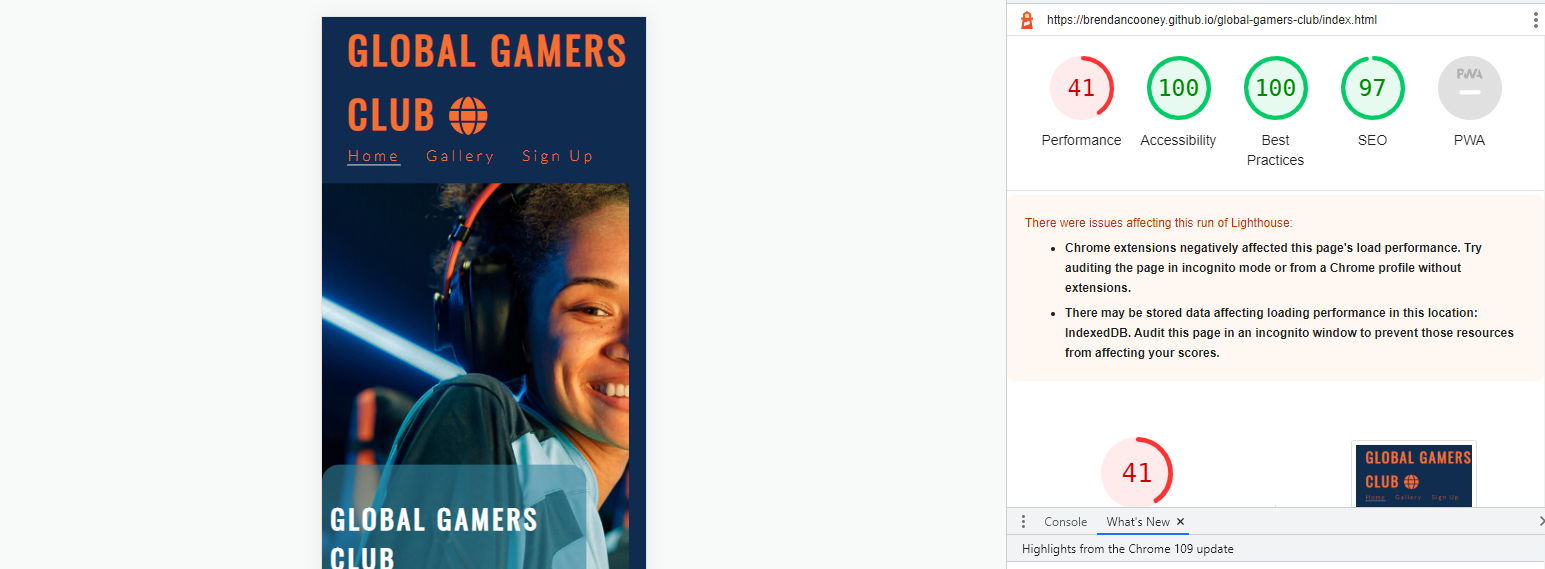 GLOBAL GAMERS
CLUB
Home Gallery Sign Up
GLOBAL GAMERS
CLUB
https://brendancooney.github.io/global-gamers-club/index.html
41 100 100 97 PWA
Performance Accessibility Best Practices SEO PWA
There were issues affecting this run of Lighthouse:
• Chrome extensions negatively affected this page's load performance. Try
auditing the page in incognito mode or from a Chrome profile without
extensions.
• There may be stored data affecting loading performance in this location:
IndexedDB. Audit this page in an incognito window to prevent those resources
from affecting your scores.
41
GLOBAL GAMERS
CLUB
Home Gallery Sign Up
Console What's New ×
Highlights from the Chrome 109 update